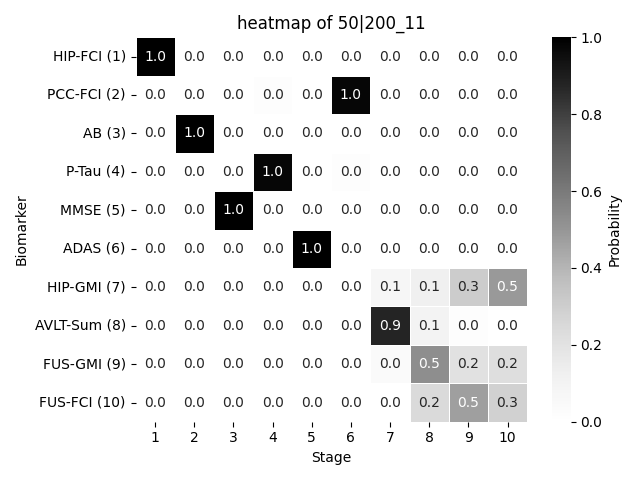 heatmap of 50|200_11
HIP-FCI (1) 1.0 0.0 0.0 0.0 0.0 0.0 0.0 0.0 0.0 0.0
PCC-FCI (2) 0.0 0.0 0.0 0.0 0.0 1.0 0.0 0.0 0.0 0.0
AB (3) 0.0 1.0 0.0 0.0 0.0 0.0 0.0 0.0 0.0 0.0
P-Tau (4) 0.0 0.0 0.0 1.0 0.0 0.0 0.0 0.0 0.0 0.0
MMSE (5) 0.0 0.0 1.0 0.0 0.0 0.0 0.0 0.0 0.0 0.0
ADAS (6) 0.0 0.0 0.0 0.0 1.0 0.0 0.0 0.0 0.0 0.0
HIP-GMI (7) 0.0 0.0 0.0 0.0 0.0 0.0 0.1 0.1 0.3 0.5
AVLT-Sum (8) 0.0 0.0 0.0 0.0 0.0 0.0 0.9 0.1 0.0 0.0
FUS-GMI (9) 0.0 0.0 0.0 0.0 0.0 0.0 0.0 0.5 0.2 0.2
FUS-FCI (10) 0.0 0.0 0.0 0.0 0.0 0.0 0.0 0.2 0.5 0.3
1 2 3 4 5 6 7 8 9 10
Stage
Biomarker
1.0
0.8
0.6
0.4
0.2
0.0
Probability